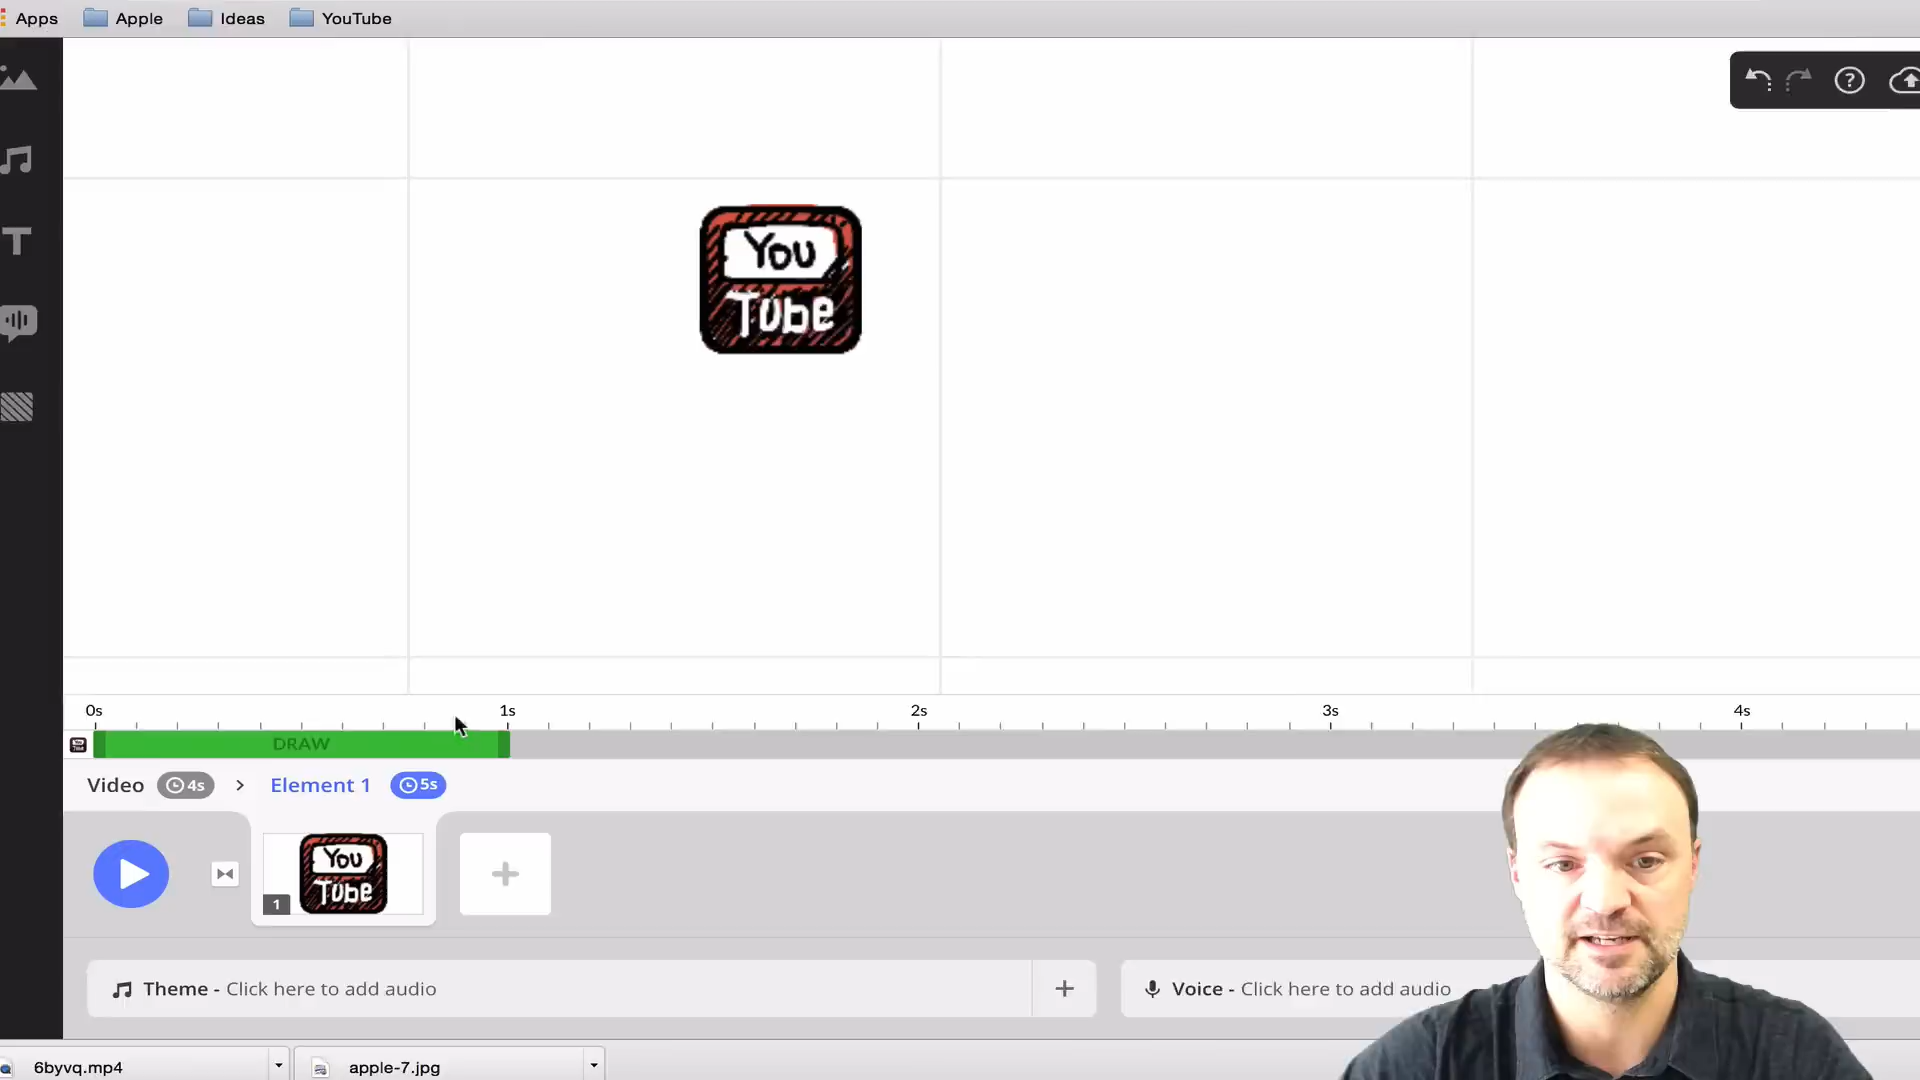 Apps Apple Ideas YouTube
?
T
You
Tube
0s 1s 2s 3s 4s
DRAW
Video 4s > Element 1 5s
You
Tube
1
Theme - Click here to add audio
Voice - Click here to add audio
6byvq.mp4 apple-7.jpg